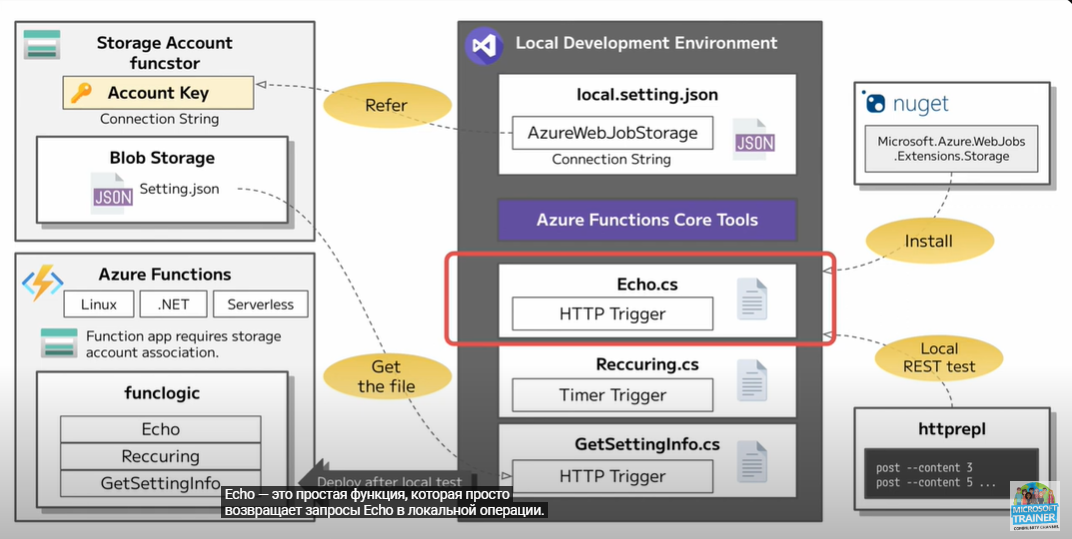 Storage Account
funcstor
Account Key
Connection String
Blob Storage
JSON
Setting.json
Azure Functions
Linux
.NET
Serverless
Function app requires storage
account association.
funclogic
Echo
Reccuring
GetSettingInfo
Refer
Get
the file
Deploy after local test
Local Development Environment
local.setting.json
AzureWebJobStorage
Connection String
JSON
Azure Functions Core Tools
Echo.cs
HTTP Trigger
Reccuring.cs
Timer Trigger
GetSettingInfo.cs
HTTP Trigger
nuget
Microsoft.Azure.WebJobs
.Extensions.Storage
Install
Local
REST test
httprepl
post --content 3
post --content 5 ...
Echo — это простая функция, которая просто
возвращает запросы Echo в локальной операции.
MICROSOFT
TRAINER
COMMUNITY CHANNEL